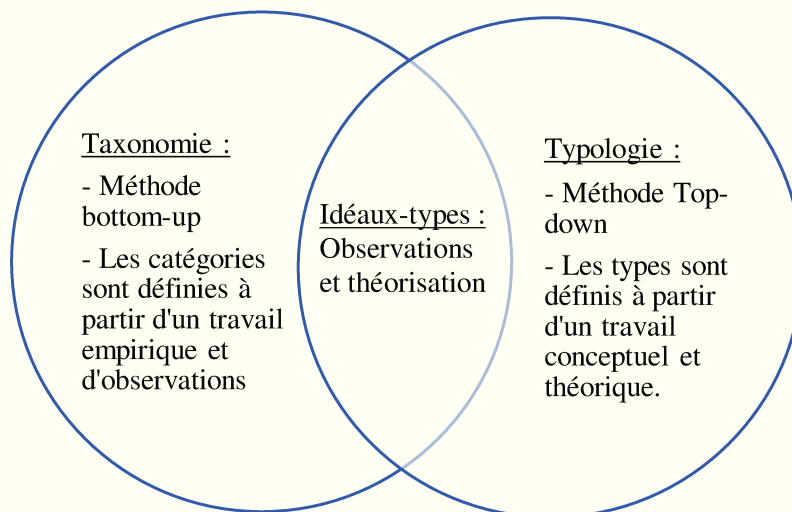 Taxonomie :
- Méthode
bottom-up
- Les catégories
sont définies à
partir d'un travail
empirique et
d'observations
Idéaux-types :
Observations
et théorisation
Typologie :
- Méthode Top-
down
- Les types sont
définis à partir
d'un travail
conceptuel et
théorique.